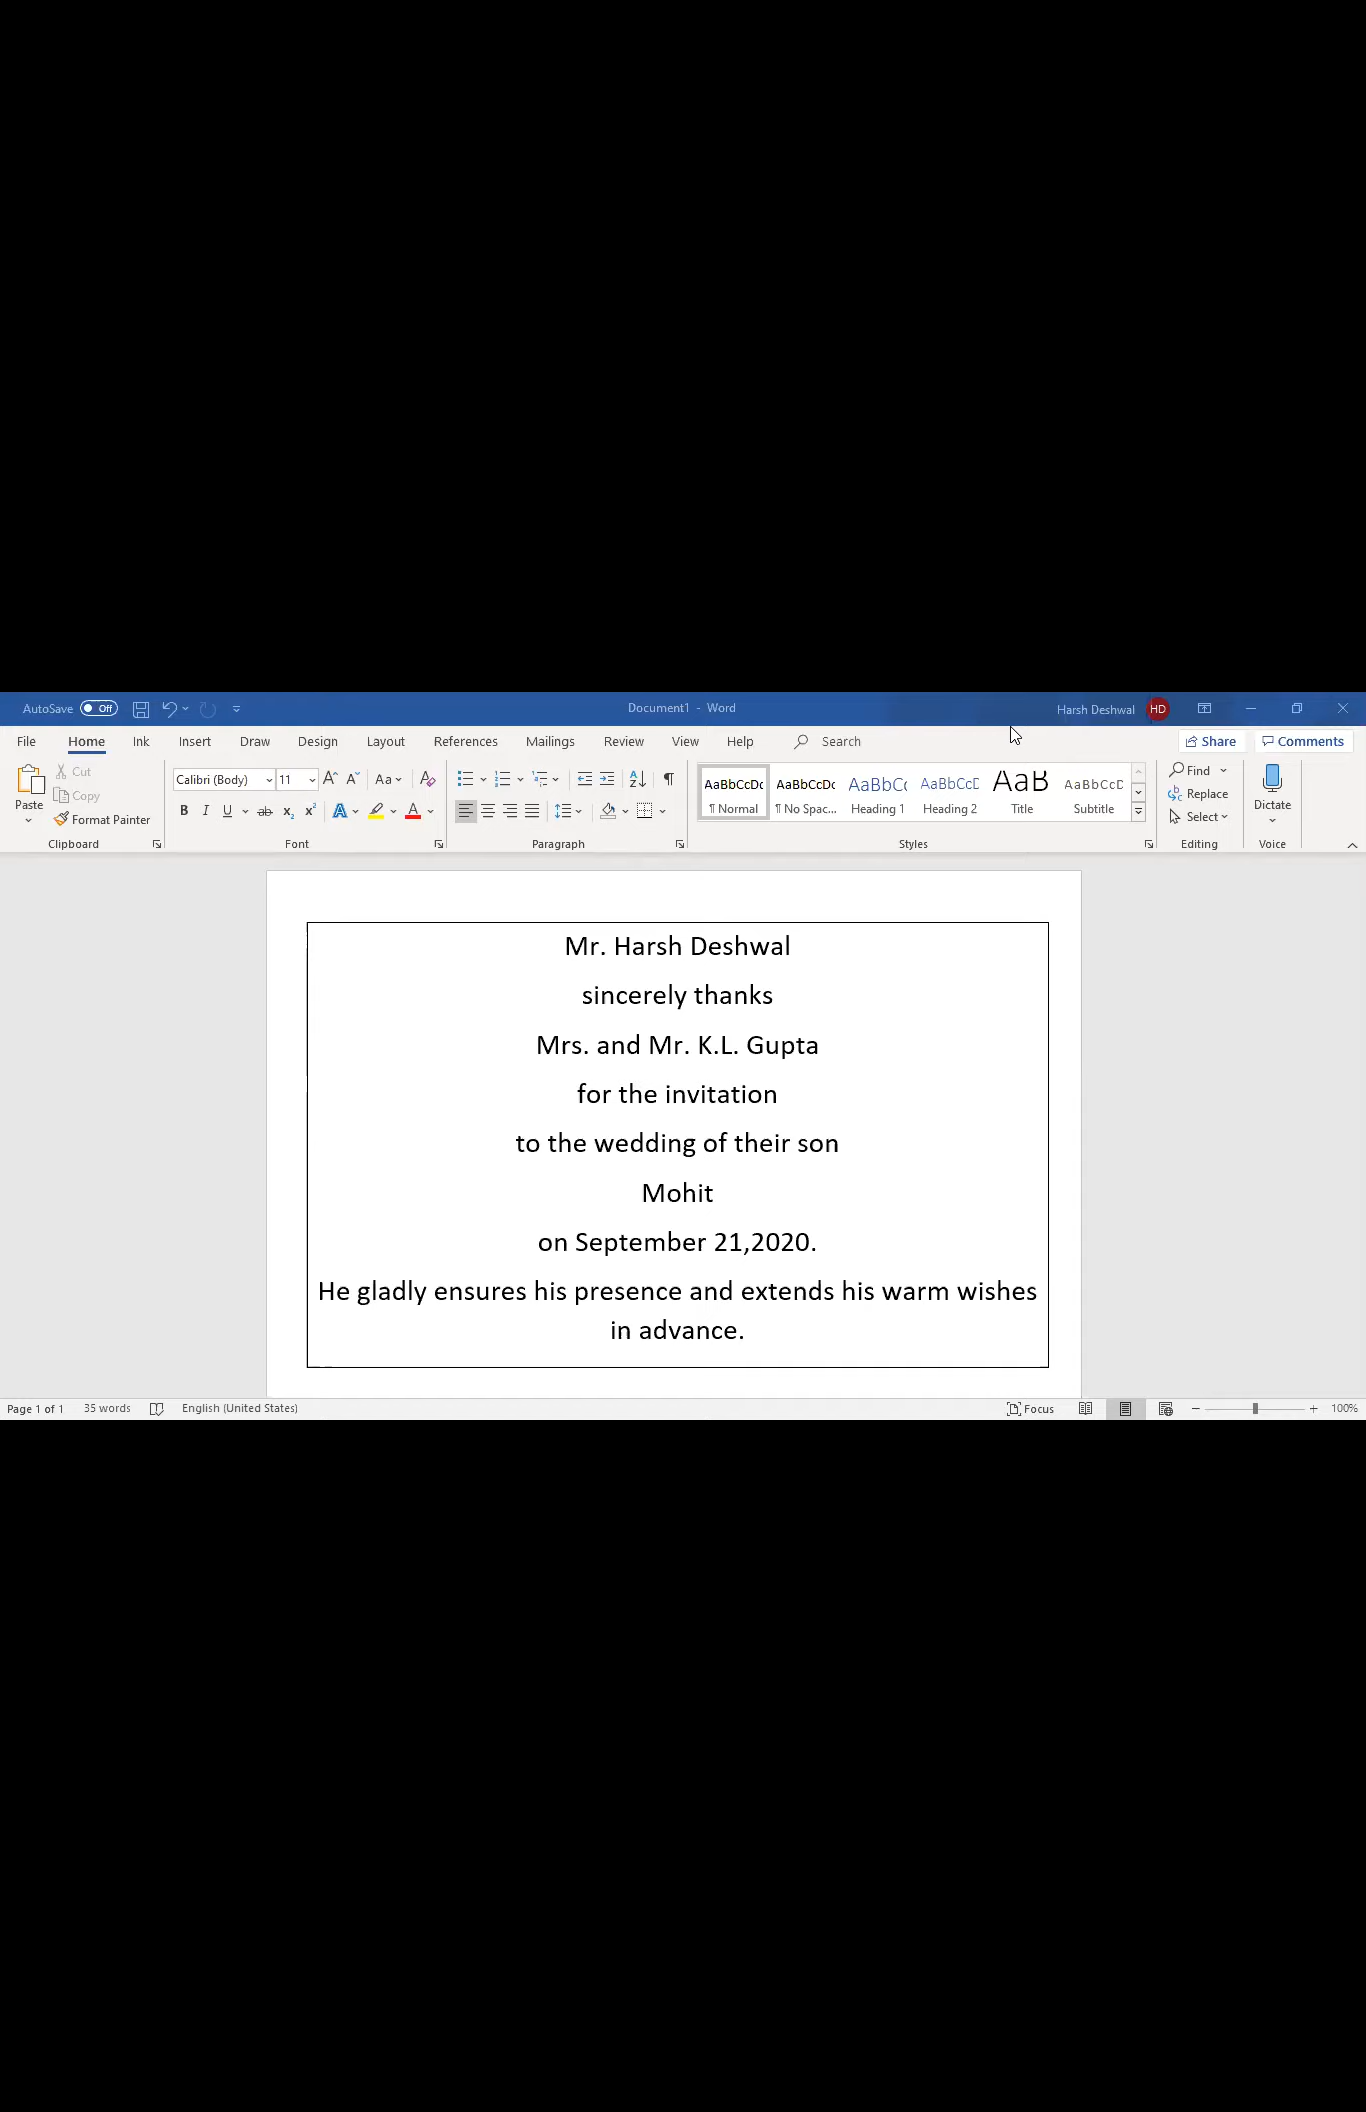 AutoSave Off Document1 - Word Harsh Deshwal HD
File Home Ink Insert Draw Design Layout References Mailings Review View Help Search Share Comments
Paste Cut Copy Format Painter Clipboard
Calibri (Body) 11 A A Aa A
B I U ab x2 x2 A A Font
Paragraph
AaBbCcDc AaBbCcDc AaBbCc AaBbCcD AaB AaBbCcD
¶ Normal ¶ No Spac... Heading 1 Heading 2 Title Subtitle
Styles
Find
Replace
Select
Editing
Dictate
Voice
Mr. Harsh Deshwal
sincerely thanks
Mrs. and Mr. K.L. Gupta
for the invitation
to the wedding of their son
Mohit
on September 21,2020.
He gladly ensures his presence and extends his warm wishes
in advance.
Page 1 of 1 35 words English (United States) Focus 100%